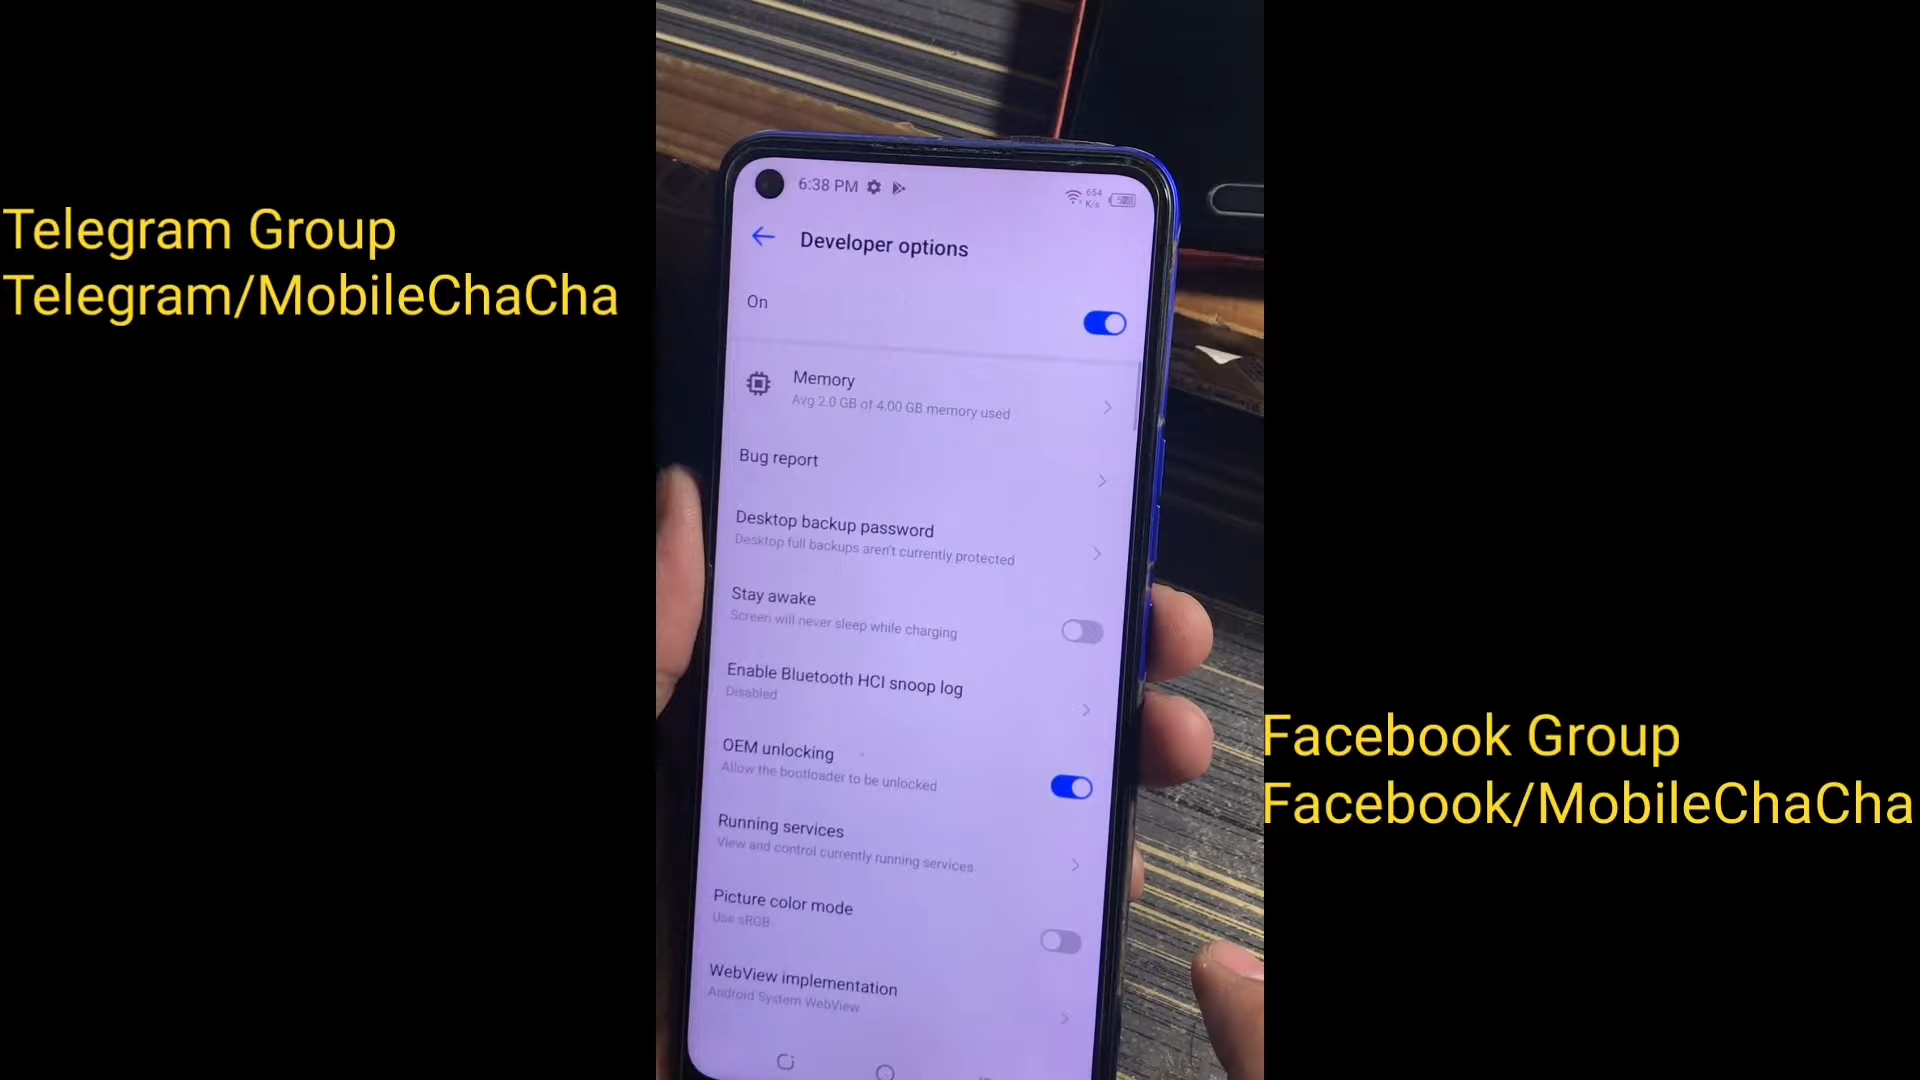 Telegram Group
Telegram/MobileChaCha
6:38 PM
654
K/s
Developer options
On
Memory
Avg 2.0 GB of 4.00 GB memory used
Bug report
Desktop backup password
Desktop full backups aren't currently protected
Stay awake
Screen will never sleep while charging
Enable Bluetooth HCI snoop log
Disabled
OEM unlocking
Allow the bootloader to be unlocked
Running services
View and control currently running services
Picture color mode
Use sRGB
WebView implementation
Android System WebView
Facebook Group
Facebook/MobileChaCha